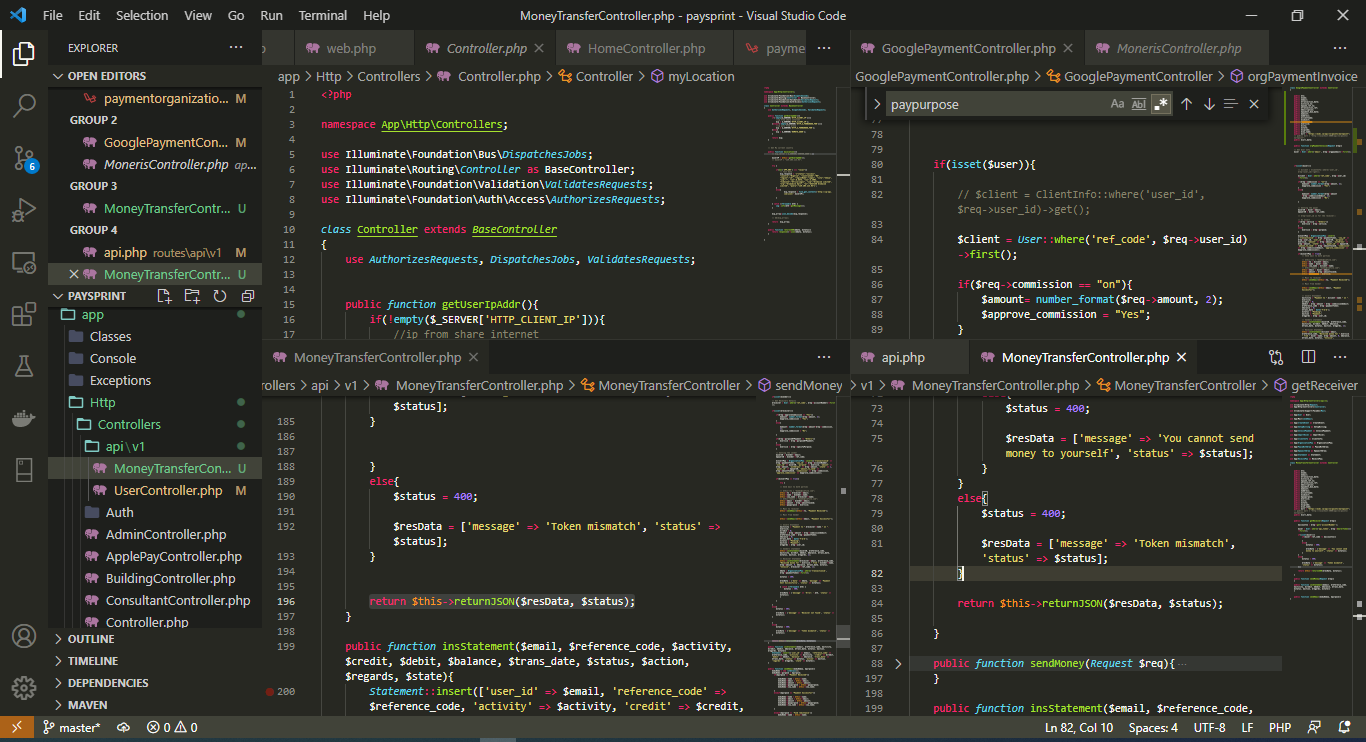 File Edit Selection View Go Run Terminal Help
MoneyTransferController.php - paysprint - Visual Studio Code
EXPLORER
OPEN EDITORS
paymentorganizatio... M
GROUP 2
GooglePaymentCon... M
MonerisController.php ap...
GROUP 3
MoneyTransferContr... U
GROUP 4
api.php routes\api\v1 M
MoneyTransferContr... U
PAYSPRINT
app
Classes
Console
Exceptions
Http
Controllers
api \ v1
MoneyTransferCon... U
UserController.php M
Auth
AdminController.php
ApplePayController.php
BuildingController.php
ConsultantController.php
Controller.php
OUTLINE
TIMELINE
DEPENDENCIES
MAVEN
6
web.php Controller.php HomeController.php payme
app > Http > Controllers > Controller.php > Controller > myLocation
1 <?php
2
3 namespace App\Http\Controllers;
4
5 use Illuminate\Foundation\Bus\DispatchesJobs;
6 use Illuminate\Routing\Controller as BaseController;
7 use Illuminate\Foundation\Validation\ValidatesRequests;
8 use Illuminate\Foundation\Auth\Access\AuthorizesRequests;
9
10 class Controller extends BaseController
11 {
12 use AuthorizesRequests, DispatchesJobs, ValidatesRequests;
13
14
15 public function getUserIpAddr(){
16 if(!empty($_SERVER['HTTP_CLIENT_IP'])){
17 //ip from share internet
GooglePaymentController.php MonerisController.php
GooglePaymentController.php > GooglePaymentController > orgPaymentInvoice
paypurpose Aa Abl .*
77
78
79
80 if(isset($user)){
81
82 // $client = ClientInfo::where('user_id',
$req->user_id)->get();
83
84 $client = User::where('ref_code', $req->user_id)
->first();
85
86 if($req->commission == "on"){
87 $amount= number_format($req->amount, 2);
88 $approve_commission = "Yes";
89 }
MoneyTransferController.php
rollers > api > v1 > MoneyTransferController.php > MoneyTransferController > sendMoney
$status];
185 }
186
187
188 }
189 else{
190 $status = 400;
191
192 $resData = ['message' => 'Token mismatch', 'status' =>
$status];
193 }
194
195
196 return $this->returnJSON($resData, $status);
197 }
198
199 public function insStatement($email, $reference_code, $activity,
$credit, $debit, $balance, $trans_date, $status, $action,
$regards, $state){
200 Statement::insert(['user_id' => $email, 'reference_code' =>
$reference_code, 'activity' => $activity, 'credit' => $credit,
api.php MoneyTransferController.php
> v1 > MoneyTransferController.php > MoneyTransferController > getReceiver
73 $status = 400;
74
75 $resData = ['message' => 'You cannot send
money to yourself', 'status' => $status];
76 }
77 }
78 else{
79 $status = 400;
80
81 $resData = ['message' => 'Token mismatch',
'status' => $status];
82 }
83
84 return $this->returnJSON($resData, $status);
85
86 }
87
88 public function sendMoney(Request $req){ ...
197 }
198
199 public function insStatement($email, $reference_code,
master* 0 0
Ln 82, Col 10 Spaces: 4 UTF-8 LF PHP